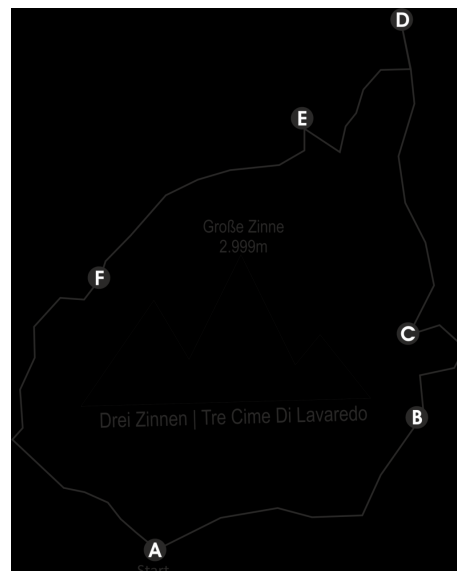 D
E
Große Zinne
2.999m
F
C
Drei Zinnen | Tre Cime Di Lavaredo
B
A
Start